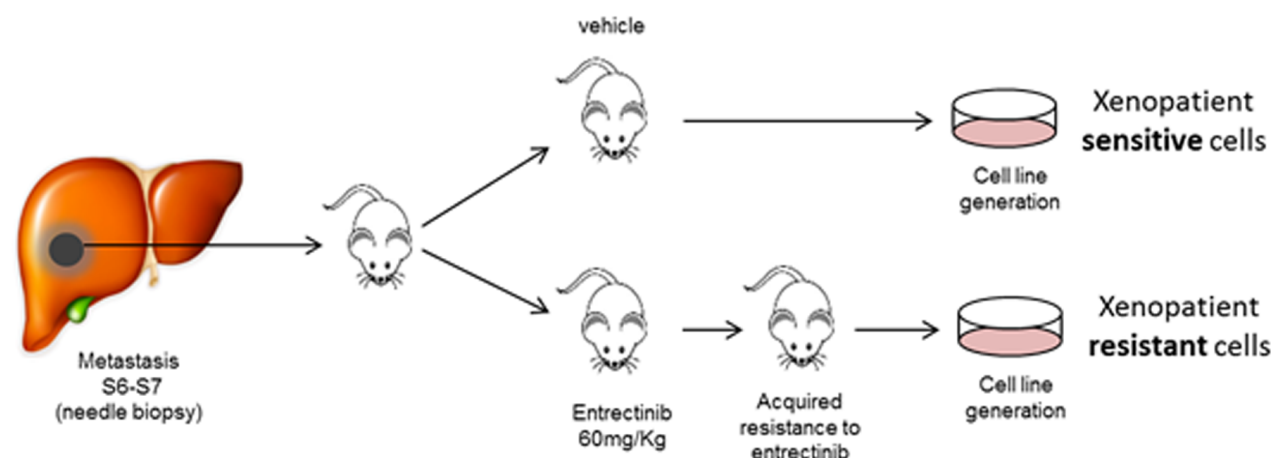 vehicle
Xenopatient
sensitive cells
Cell line
generation
Metastasis
S6-S7
(needle biopsy)
Entrectinib
60mg/Kg
Acquired
resistance to
entrectinib
Cell line
generation
Xenopatient
resistant cells